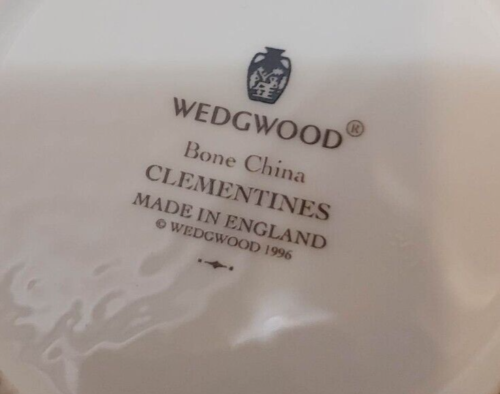 WEDGWOOD®
Bone China
CLEMENTINES
MADE IN ENGLAND
© WEDGWOOD 1996